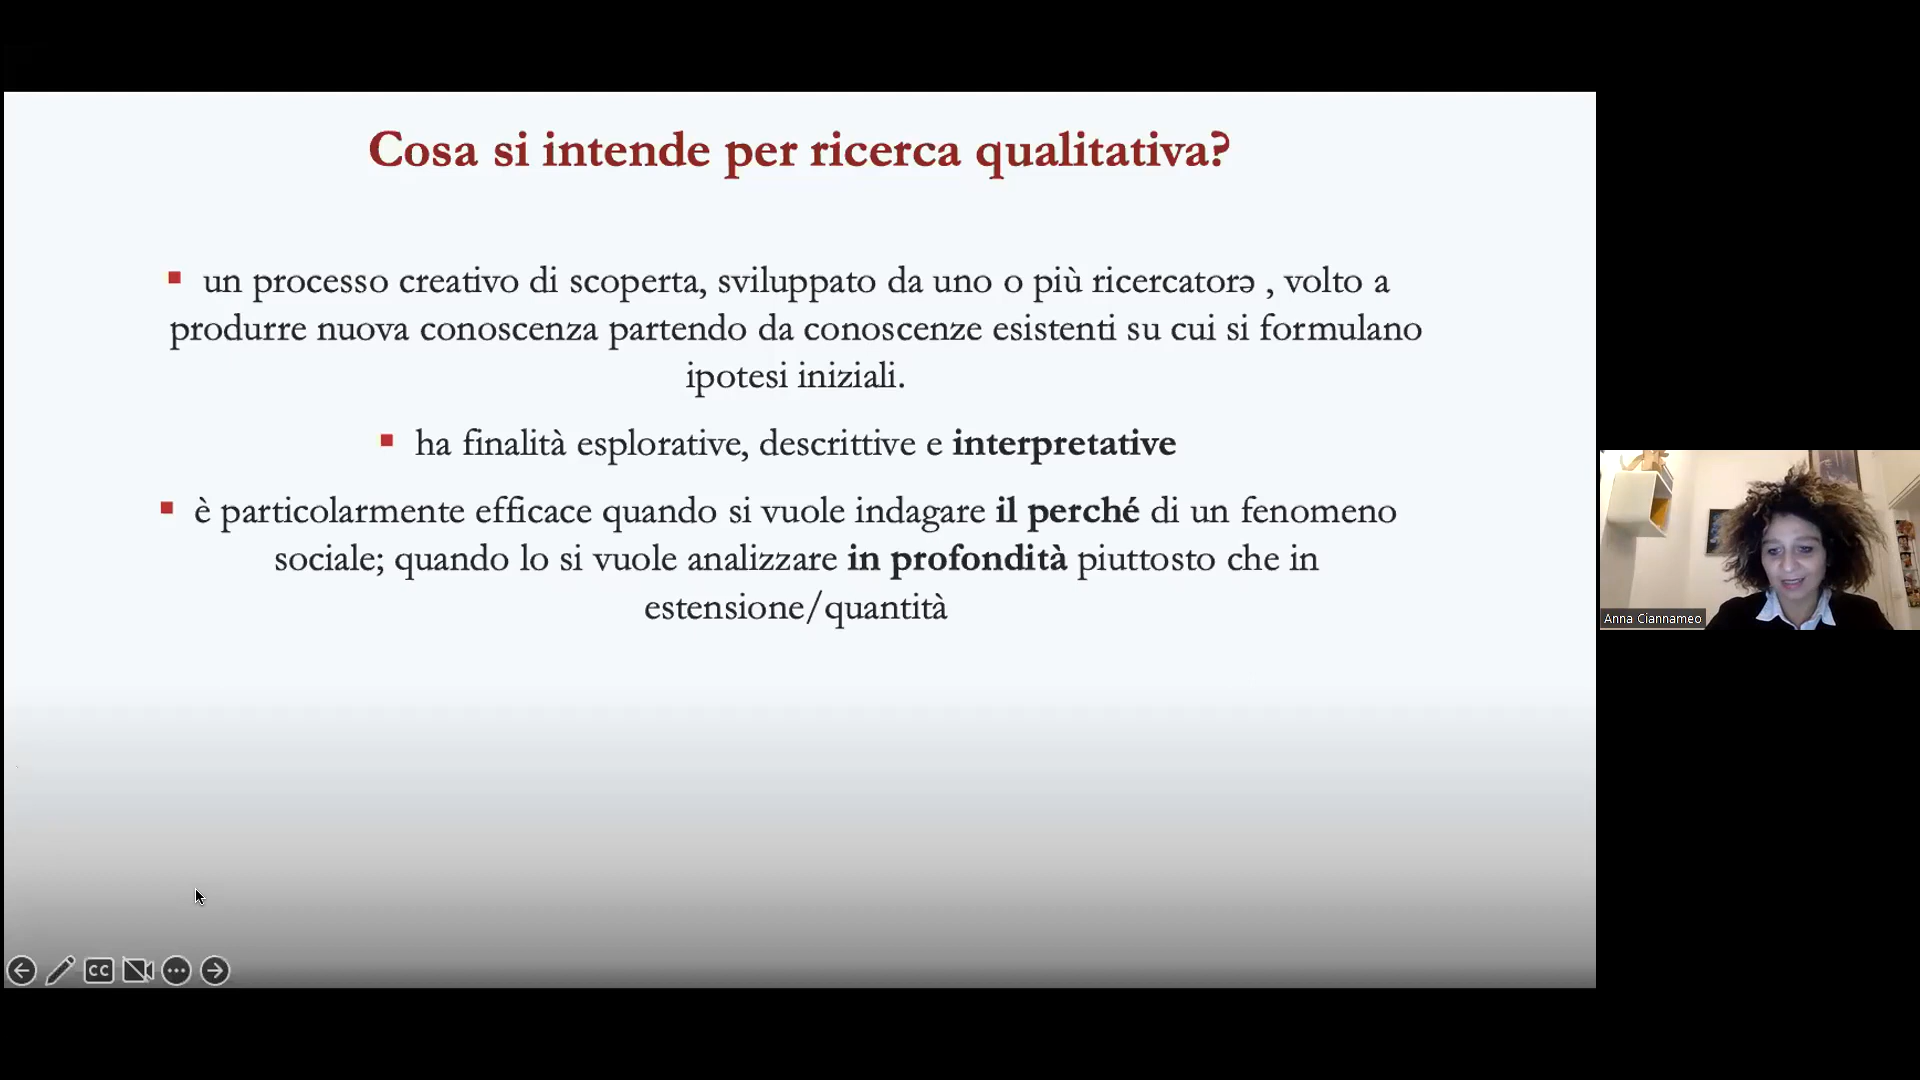 Cosa si intende per ricerca qualitativa?
▪ un processo creativo di scoperta, sviluppato da uno o più ricercatorə , volto a
produrre nuova conoscenza partendo da conoscenze esistenti su cui si formulano
ipotesi iniziali.
▪ ha finalità esplorative, descrittive e interpretative
▪ è particolarmente efficace quando si vuole indagare il perché di un fenomeno
sociale; quando lo si vuole analizzare in profondità piuttosto che in
estensione/quantità
Anna Ciannameo
CC